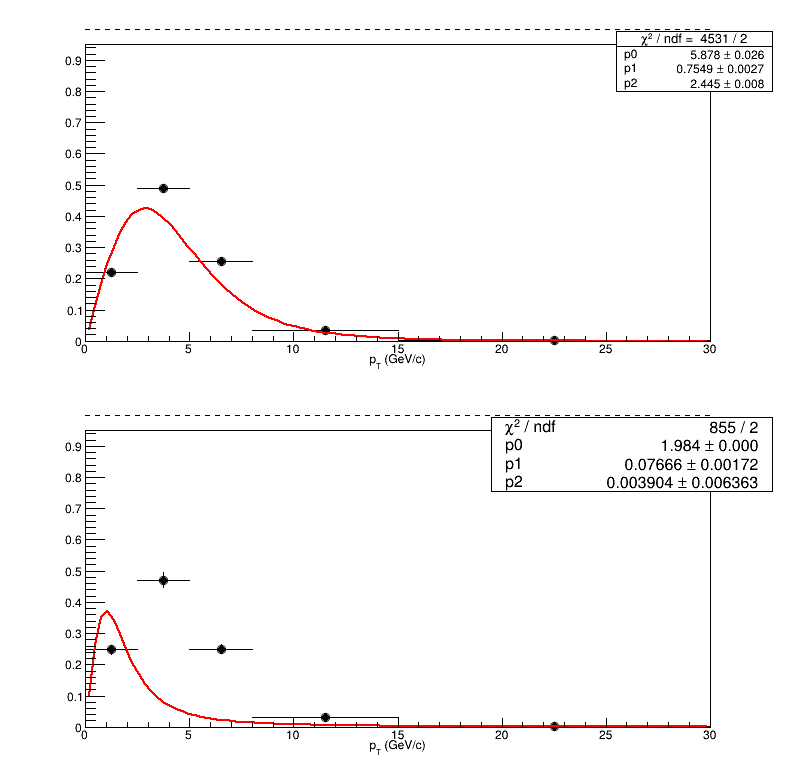 χ² / ndf = 4531 / 2
p0 5.878 ± 0.026
p1 0.7549 ± 0.0027
p2 2.445 ± 0.008
0.9
0.8
0.7
0.6
0.5
0.4
0.3
0.2
0.1
0
0 5 10 15 20 25 30
p_T (GeV/c)
χ² / ndf 855 / 2
p0 1.984 ± 0.000
p1 0.07666 ± 0.00172
p2 0.003904 ± 0.006363
0.9
0.8
0.7
0.6
0.5
0.4
0.3
0.2
0.1
0
0 5 10 15 20 25 30
p_T (GeV/c)